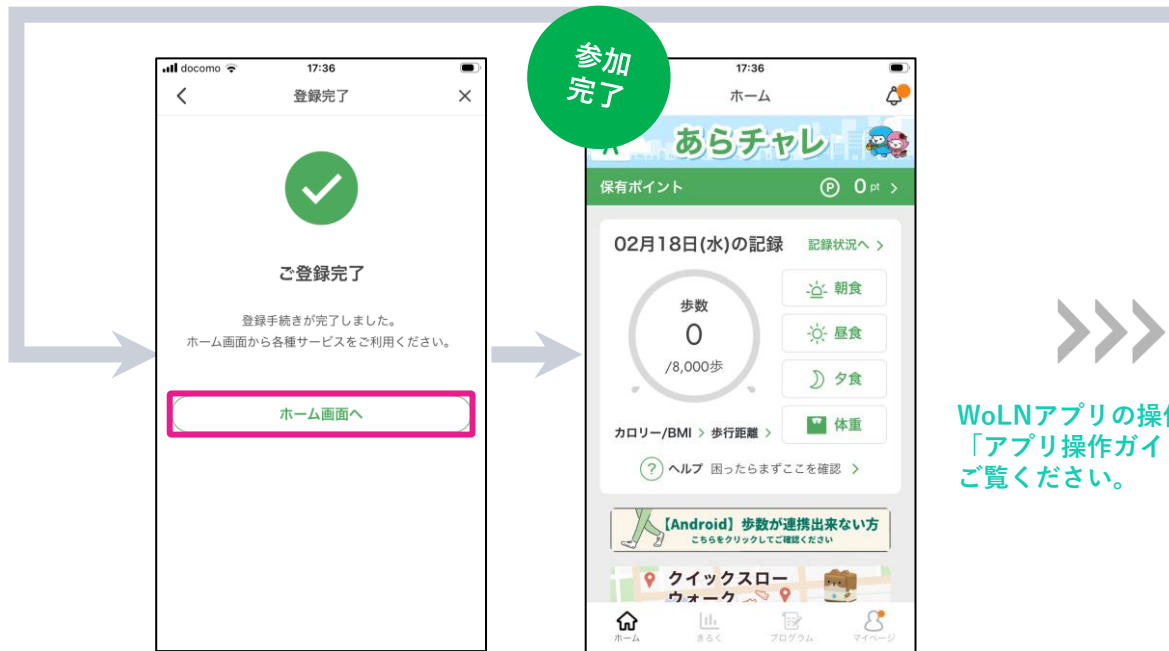 docomo 17:36
登録完了
ご登録完了
登録手続きが完了しました。
ホーム画面から各種サービスをご利用ください。
ホーム画面へ
参加
完了
17:36
ホーム
あらチャレ
保有ポイント P 0 pt
02月18日(水)の記録 記録状況へ
歩数
0
/8,000歩
朝食
昼食
夕食
体重
カロリー/BMI 歩行距離
? ヘルプ 困ったらまずここを確認
【Android】歩数が連携出来ない方
こちらをクリックしてご確認ください
クイックスロー
ウォーク
ホーム きろく プログラム マイページ
WoLNアプリの操作
「アプリ操作ガイ
ご覧ください。